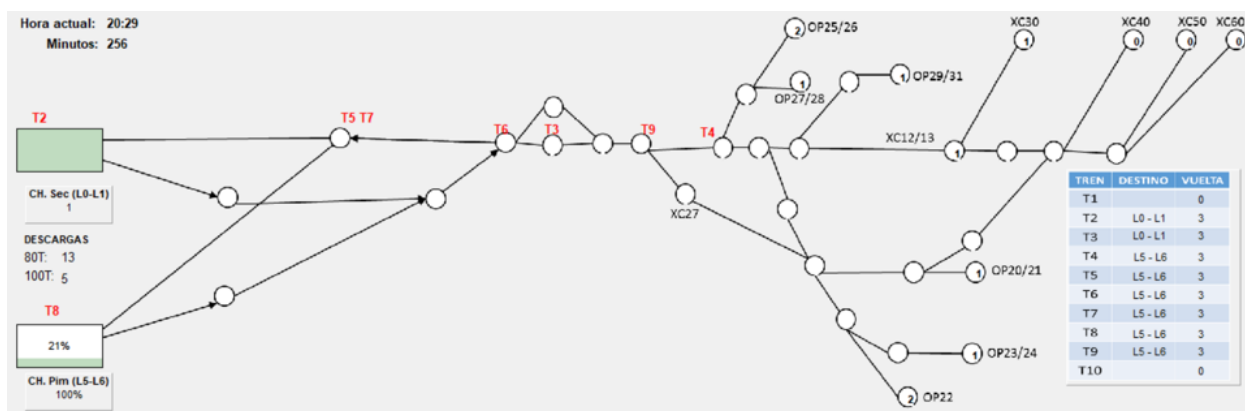 Hora actual: 20:29
Minutos: 256
T2
T5 T7
T6
T3
T9
T4
2
OP25/26
1
OP27/28
1
OP29/31
XC30
1
XC40
0
XC50
0
XC60
0
XC12/13
1
CH. Sec (L0-L1)
1
XC27
DESCARGAS
80T: 13
100T: 5
T8
21%
CH. Pim (L5-L6)
100%
1
OP20/21
1
OP23/24
2
OP22
TREN DESTINO VUELTA
T1 0
T2 L0 - L1 3
T3 L0 - L1 3
T4 L5 - L6 3
T5 L5 - L6 3
T6 L5 - L6 3
T7 L5 - L6 3
T8 L5 - L6 3
T9 L5 - L6 3
T10 0